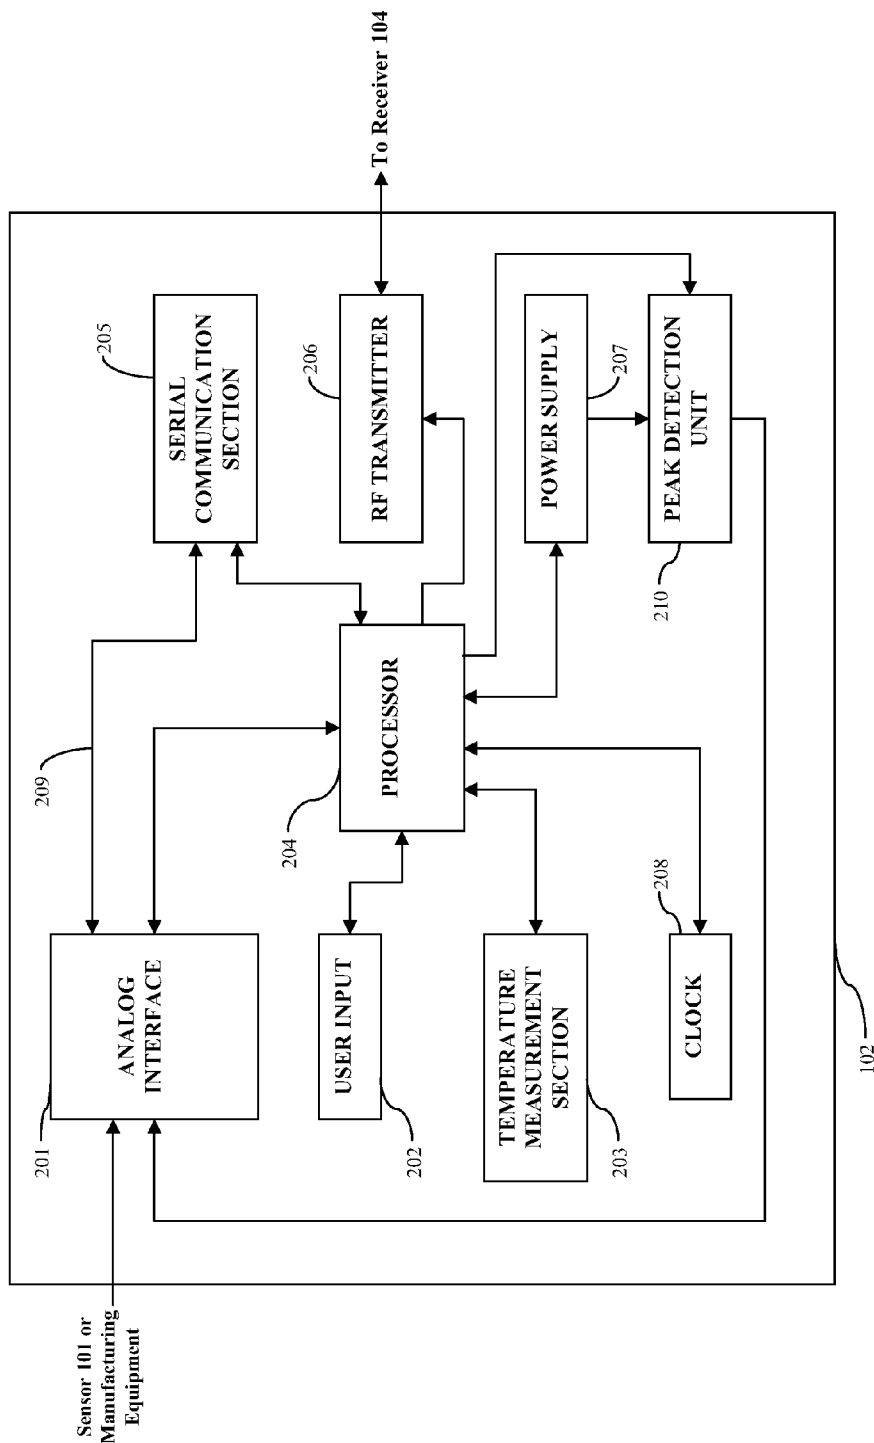 Sensor 101 or
Manufacturing
Equipment
201
ANALOG
INTERFACE
209
205
SERIAL
COMMUNICATION
SECTION
202
USER INPUT
204
PROCESSOR
206
RF TRANSMITTER
To Receiver 104
203
TEMPERATURE
MEASUREMENT
SECTION
POWER SUPPLY
207
CLOCK
208
210
PEAK DETECTION
UNIT
102